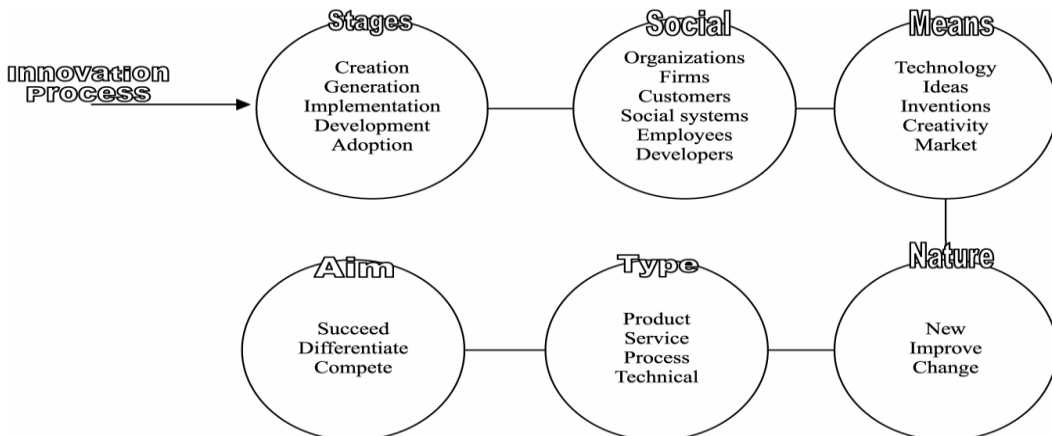 Innovation
Process
Stages
Creation
Generation
Implementation
Development
Adoption
Social
Organizations
Firms
Customers
Social systems
Employees
Developers
Means
Technology
Ideas
Inventions
Creativity
Market
Nature
New
Improve
Change
Type
Product
Service
Process
Technical
Aim
Succeed
Differentiate
Compete